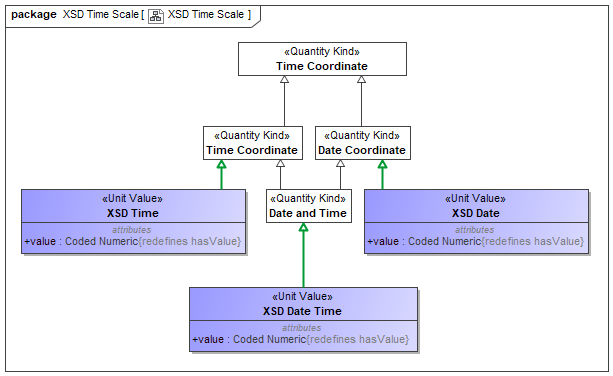 package XSD Time Scale [ XSD Time Scale ]
«Quantity Kind»
Time Coordinate
«Quantity Kind»
Time Coordinate
«Quantity Kind»
Date Coordinate
«Unit Value»
XSD Time
attributes
+value : Coded Numeric{redefines hasValue}
«Quantity Kind»
Date and Time
«Unit Value»
XSD Date
attributes
+value : Coded Numeric{redefines hasValue}
«Unit Value»
XSD Date Time
attributes
+value : Coded Numeric{redefines hasValue}